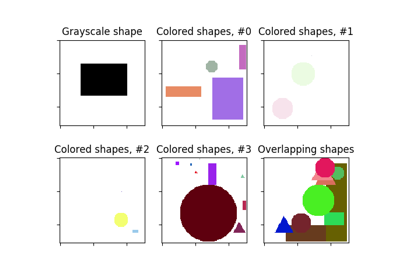 Grayscale shape
Colored shapes, #0
Colored shapes, #1
Colored shapes, #2
Colored shapes, #3
Overlapping shapes